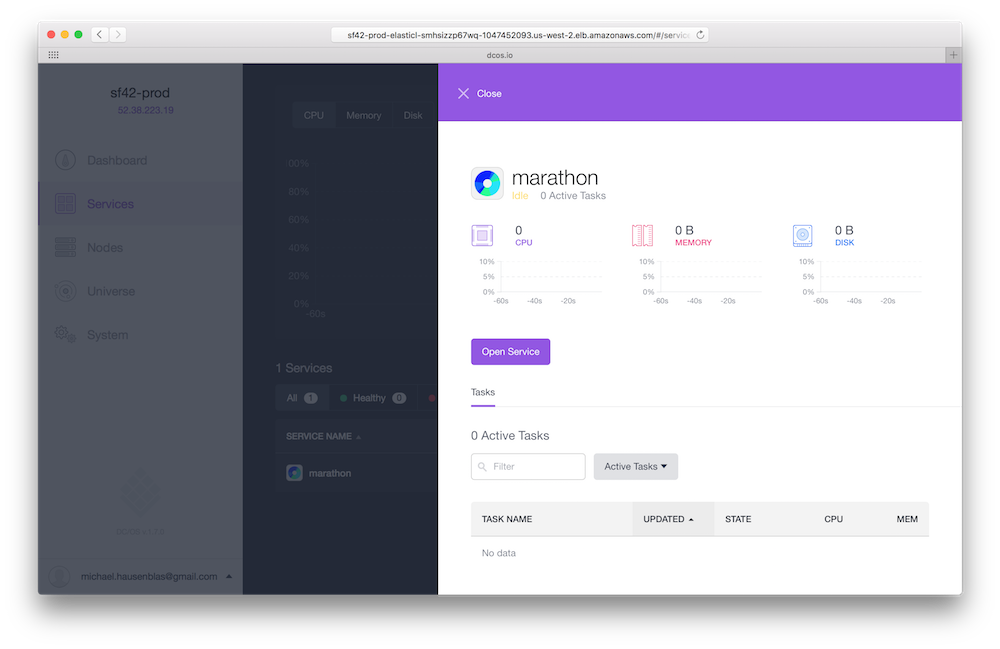 sf42-prod-elasticl-smhsizzp67wq-1047452093.us-west-2.elb.amazonaws.com/#/service
dcos.io
sf42-prod
52.38.223.19
Dashboard
Services
Nodes
Universe
System
michael.hausenblas@gmail.com
CPU Memory Disk
80%
60%
40%
20%
0%
-60s
1 Services
All 1 Healthy 0
SERVICE NAME
marathon
Close
marathon
Idle 0 Active Tasks
0
CPU
10%
5%
0%
-60s -40s -20s
0 B
MEMORY
10%
5%
0%
-60s -40s -20s
0 B
DISK
10%
5%
0%
-60s -40s -20s
Open Service
Tasks
0 Active Tasks
Filter Active Tasks
TASK NAME UPDATED STATE CPU MEM
No data